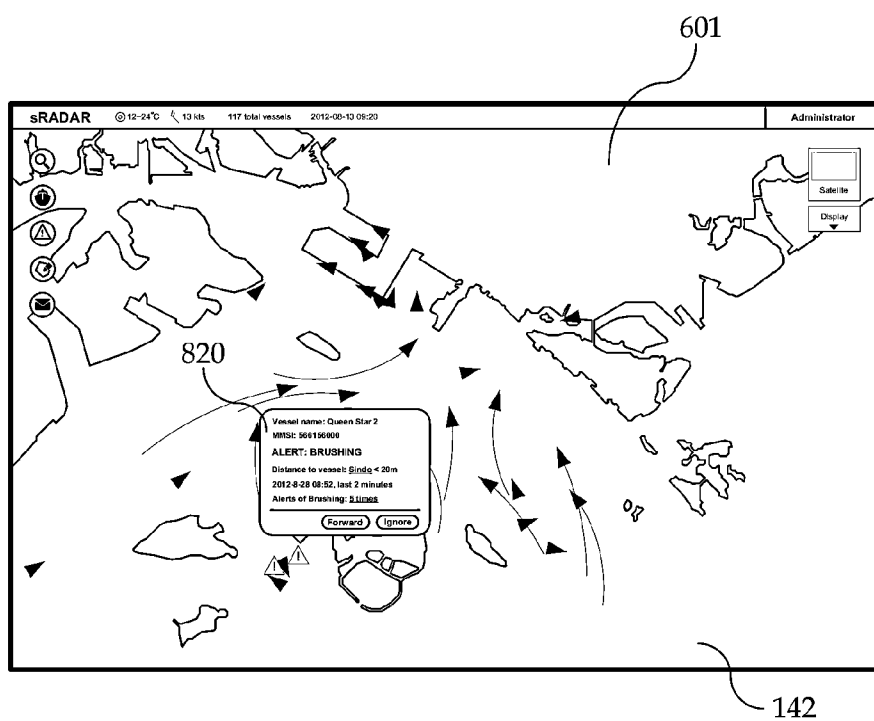 601
sRADAR 12~24°C 13 kts 117 total vessels 2012-08-13 09:20 Administrator
Satellite
Display
820
Vessel name: Queen Star 2
MMSI: 566156000
ALERT: BRUSHING
Distance to vessel: Sindo < 20m
2012-8-28 08:52, last 2 minutes
Alerts of Brushing: 5 times
Forward Ignore
142